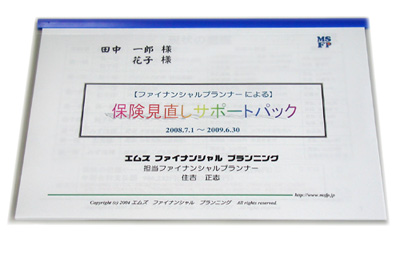 MS
FP
田中 一郎 様
花子 様
【ファイナンシャルプランナーによる】
保険見直しサポートパック
2008.7.1 ～ 2009.6.30
エムズ ファイナンシャル プランニング
担当ファイナンシャルプランナー
住吉 正志
http://www.msfp.jp
Copyright (c) 2004 エムズ ファイナンシャル プランニング All rights reserved.